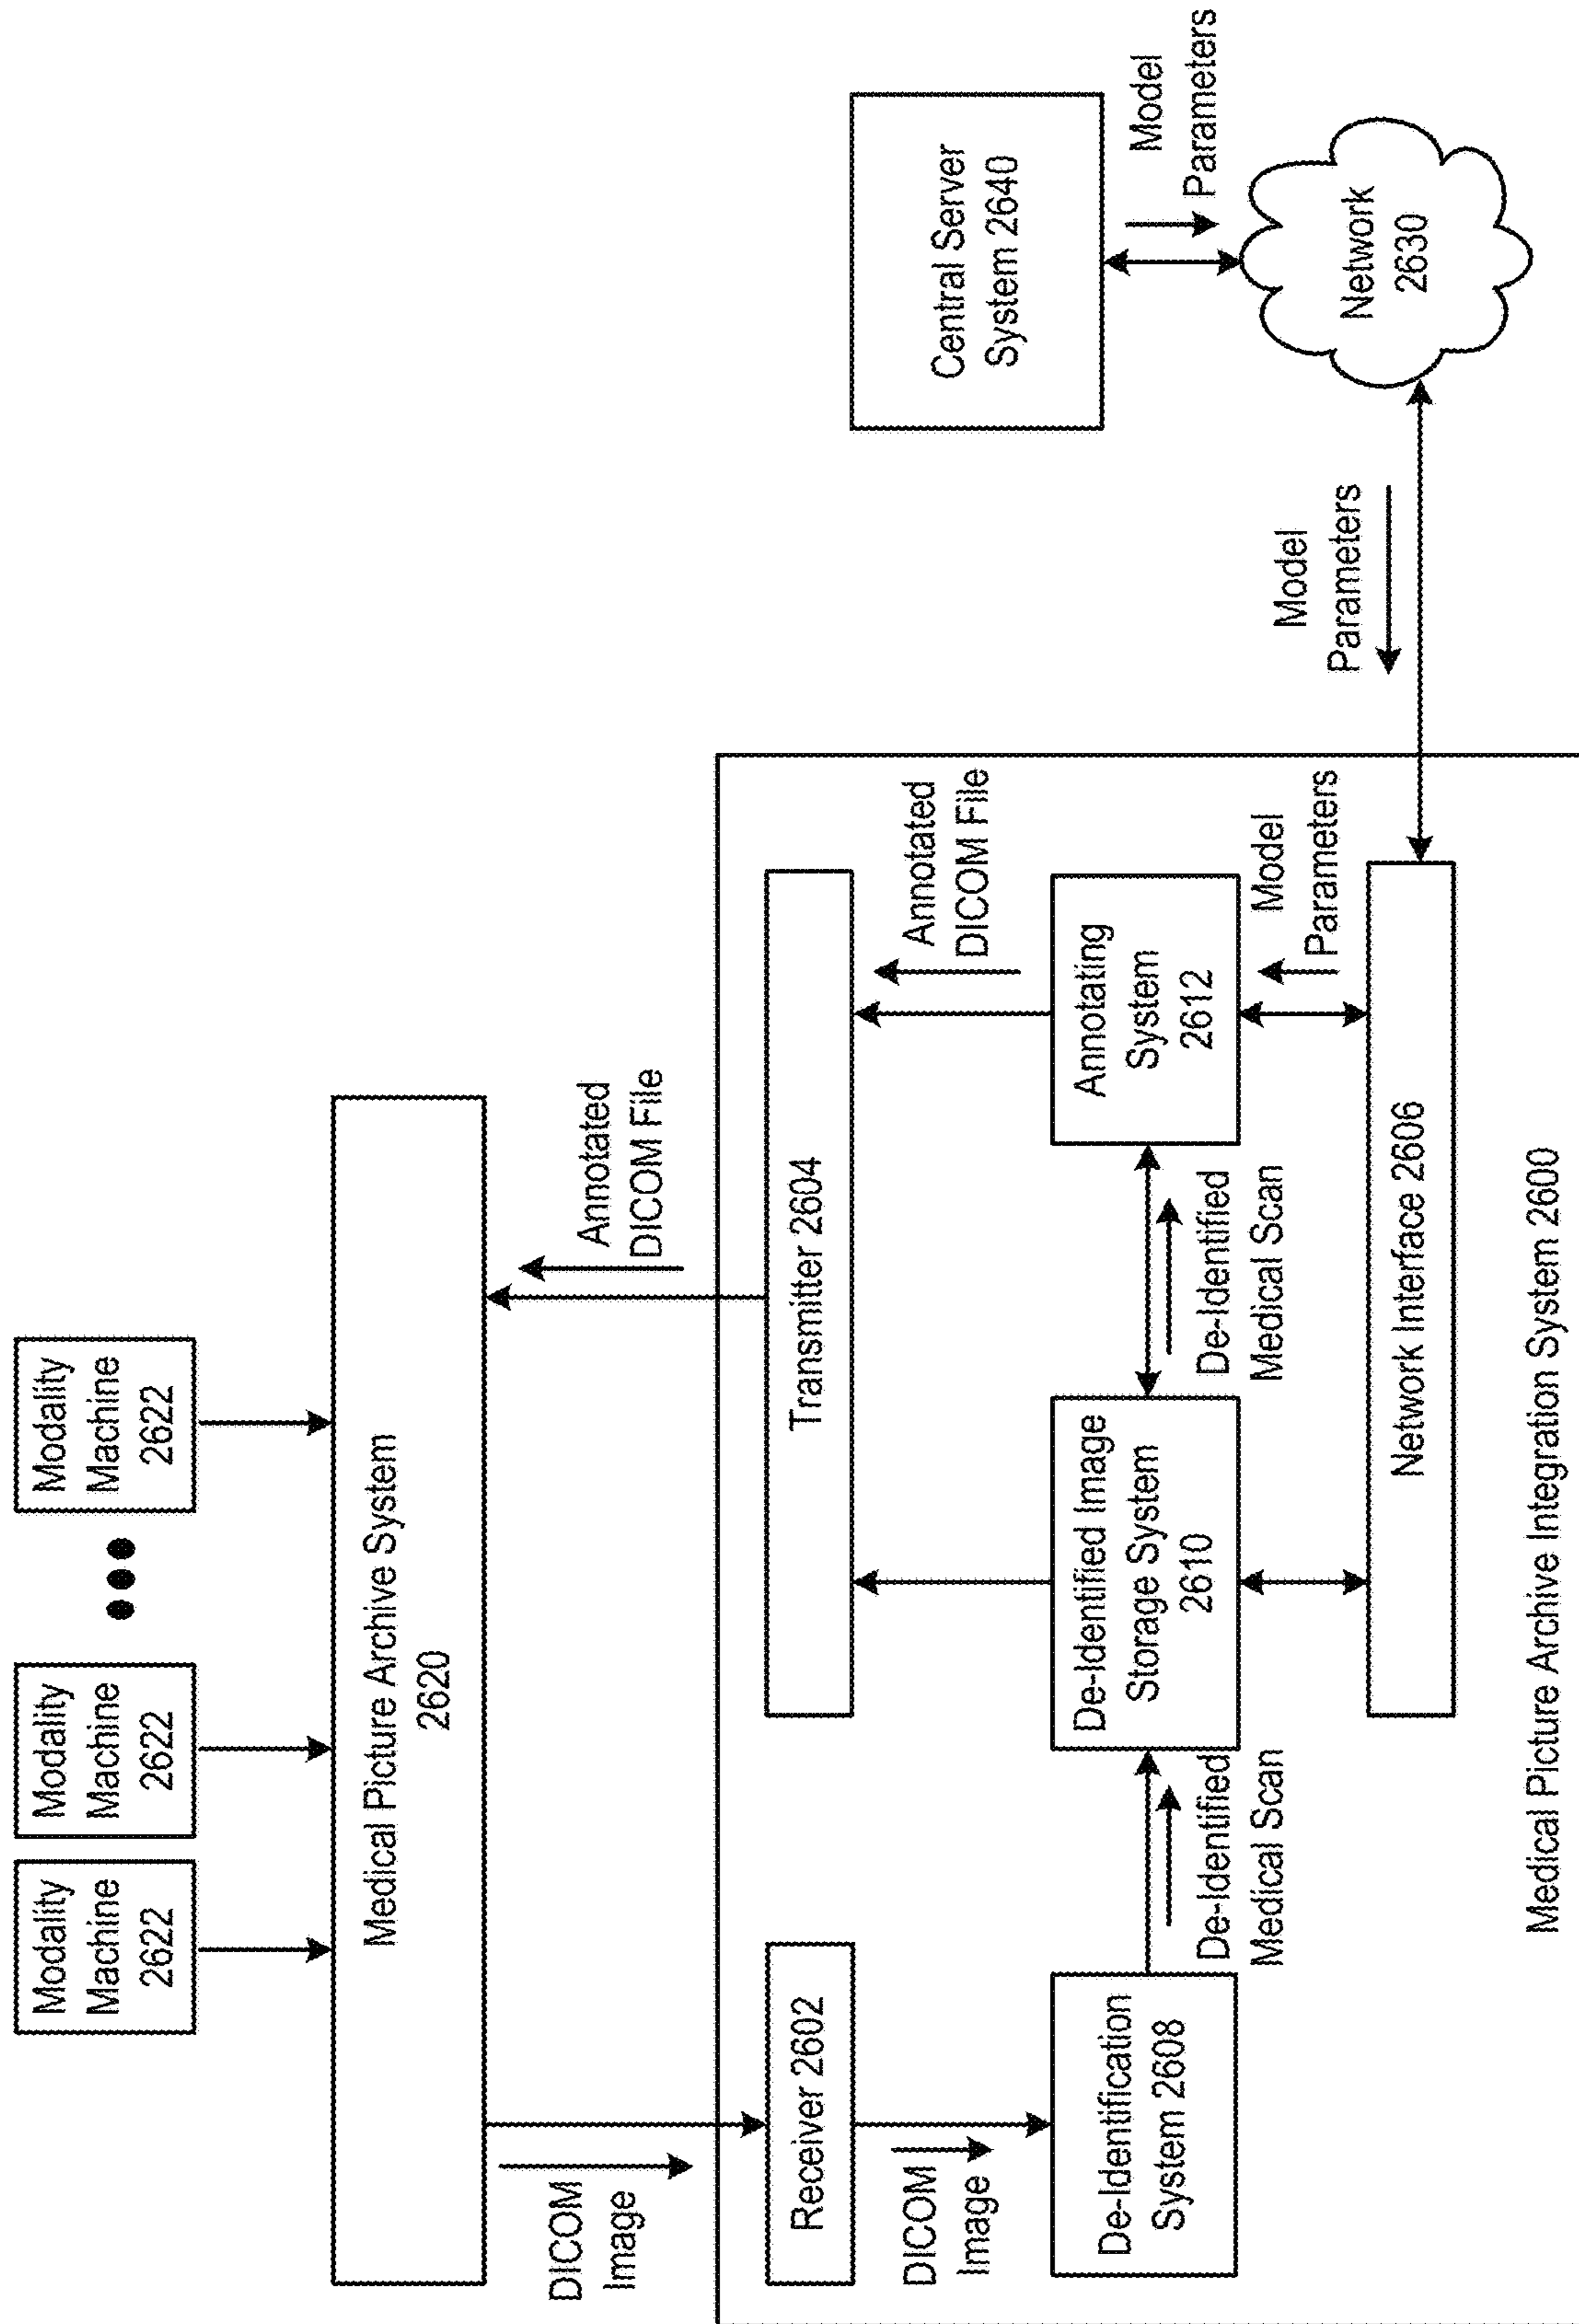 Modality
Machine
2622
Modality
Machine
2622
Modality
Machine
2622
Medical Picture Archive System
2620
DICOM
Image
Annotated
DICOM File
Receiver 2602
Transmitter 2604
DICOM
Image
Annotated
DICOM File
De-Identification
System 2608
De-Identified
Medical Scan
De-Identified Image
Storage System
2610
De-Identified
Medical Scan
Annotating
System
2612
Model
Parameters
Network Interface 2606
Medical Picture Archive Integration System 2600
Model
Parameters
Central Server
System 2640
Model
Parameters
Network
2630